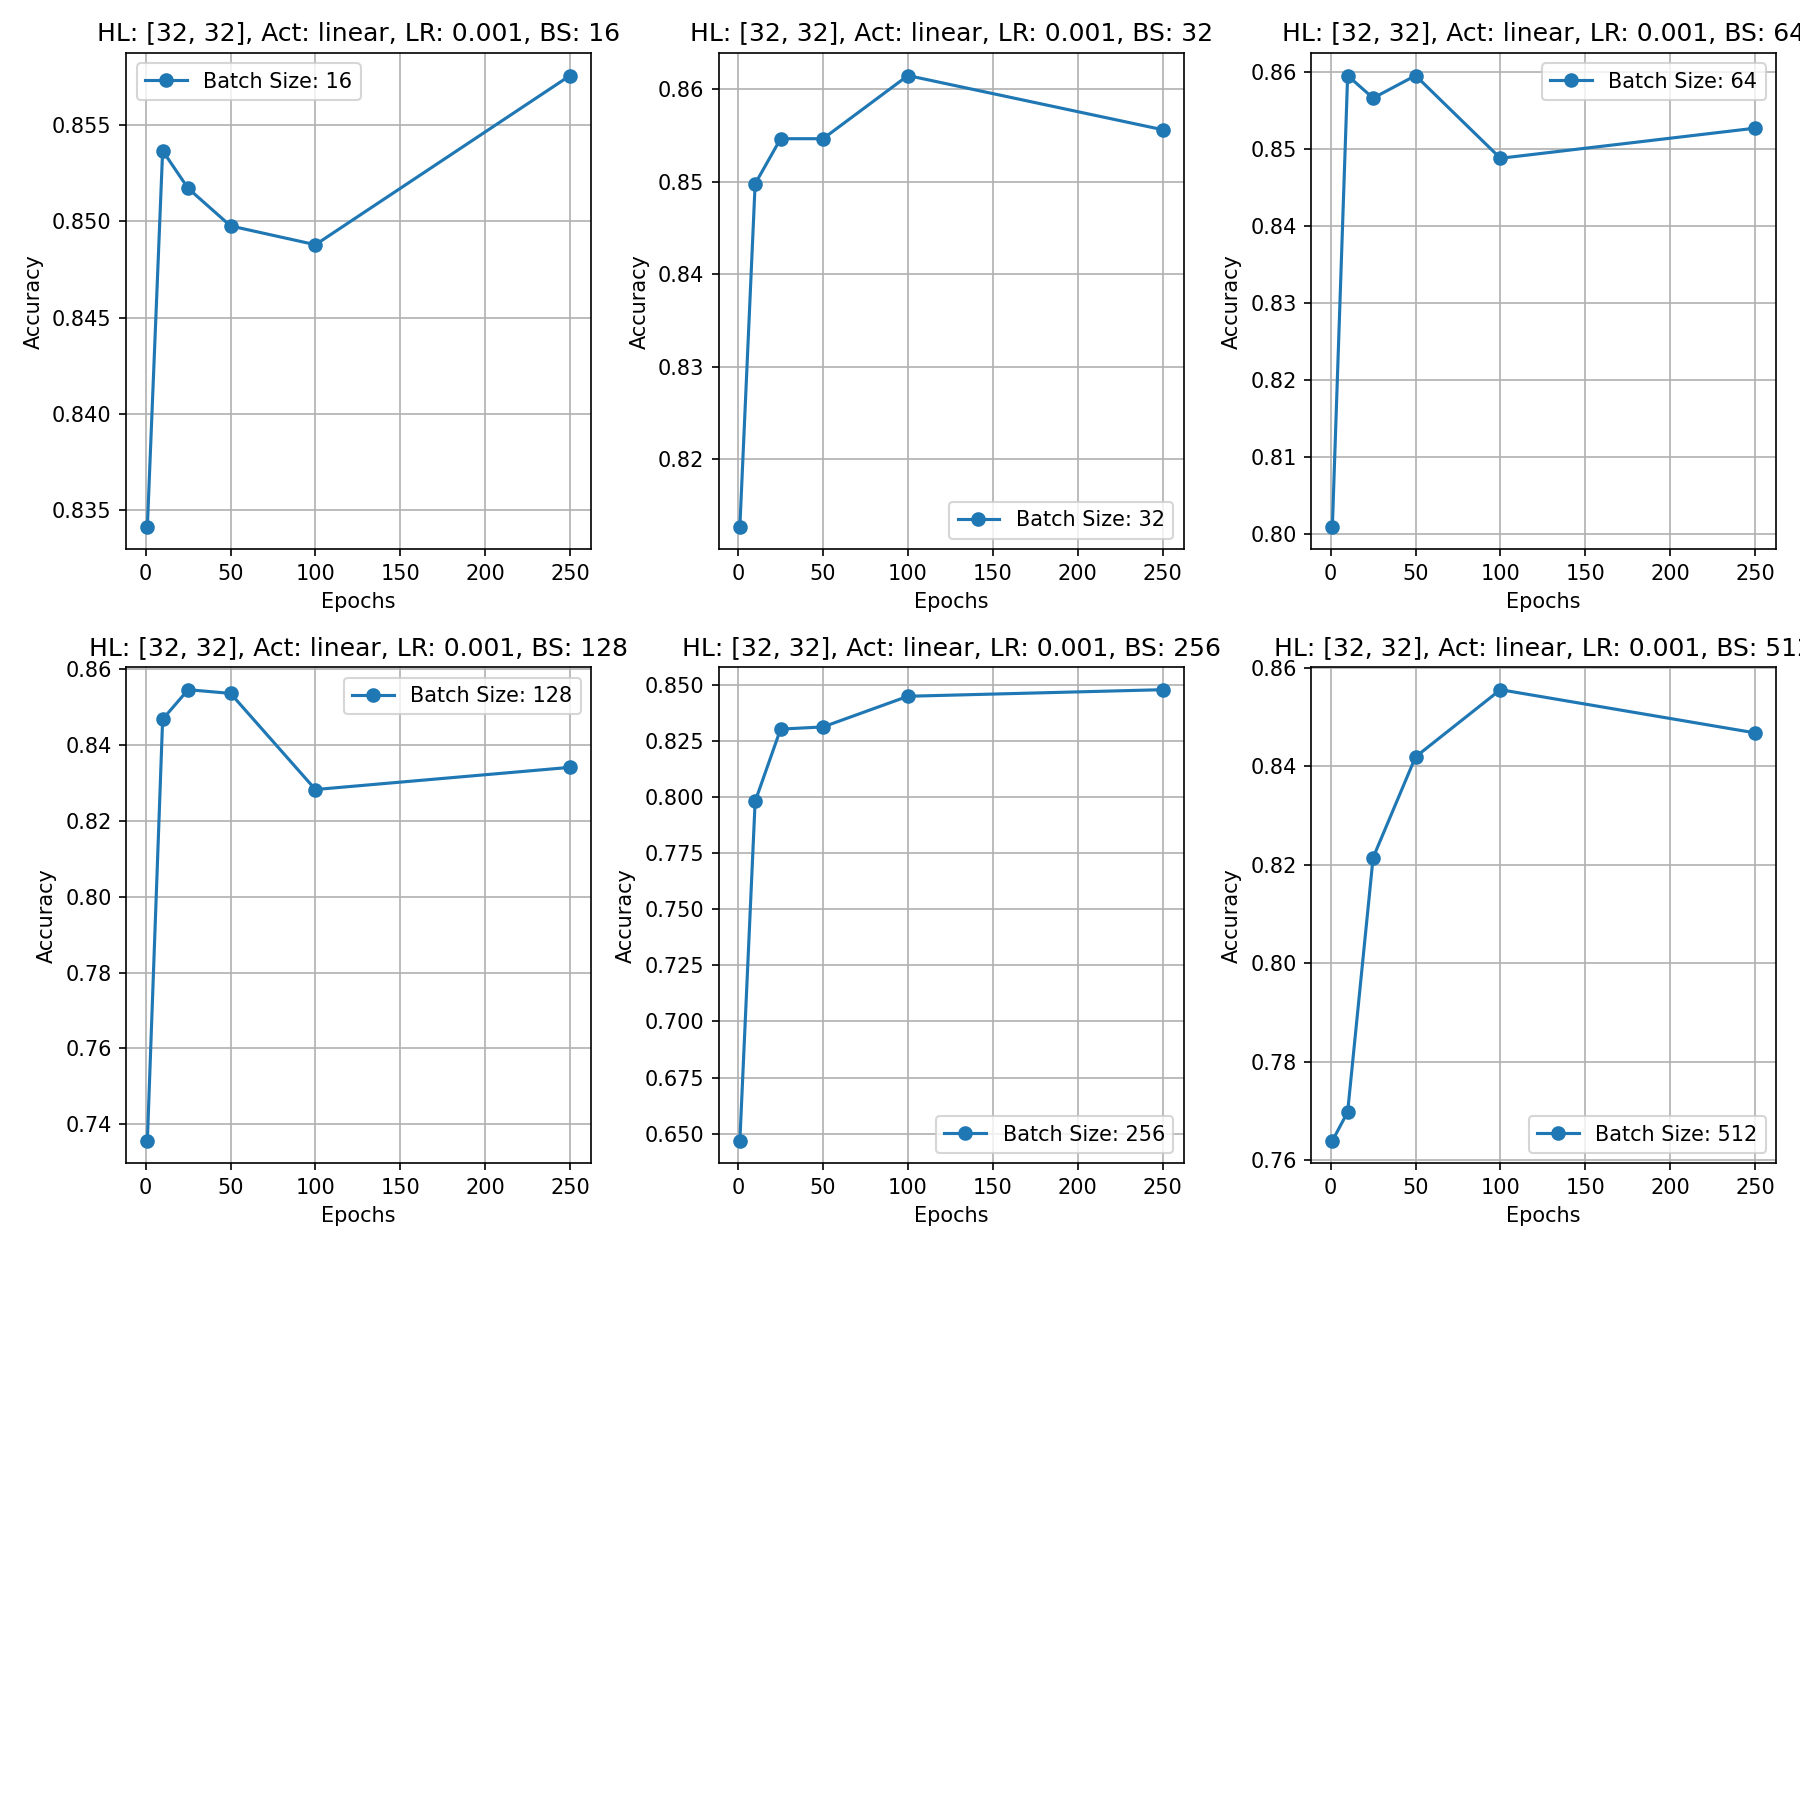 HL: [32, 32], Act: linear, LR: 0.001, BS: 16
Batch Size: 16
Accuracy
0.855
0.850
0.845
0.840
0.835
0 50 100 150 200 250
Epochs
HL: [32, 32], Act: linear, LR: 0.001, BS: 32
Batch Size: 32
Accuracy
0.86
0.85
0.84
0.83
0.82
0 50 100 150 200 250
Epochs
HL: [32, 32], Act: linear, LR: 0.001, BS: 64
Batch Size: 64
Accuracy
0.86
0.85
0.84
0.83
0.82
0.81
0.80
0 50 100 150 200 250
Epochs
HL: [32, 32], Act: linear, LR: 0.001, BS: 128
Batch Size: 128
Accuracy
0.86
0.84
0.82
0.80
0.78
0.76
0.74
0 50 100 150 200 250
Epochs
HL: [32, 32], Act: linear, LR: 0.001, BS: 256
Batch Size: 256
Accuracy
0.850
0.825
0.800
0.775
0.750
0.725
0.700
0.675
0.650
0 50 100 150 200 250
Epochs
HL: [32, 32], Act: linear, LR: 0.001, BS: 512
Batch Size: 512
Accuracy
0.86
0.84
0.82
0.80
0.78
0.76
0 50 100 150 200 250
Epochs